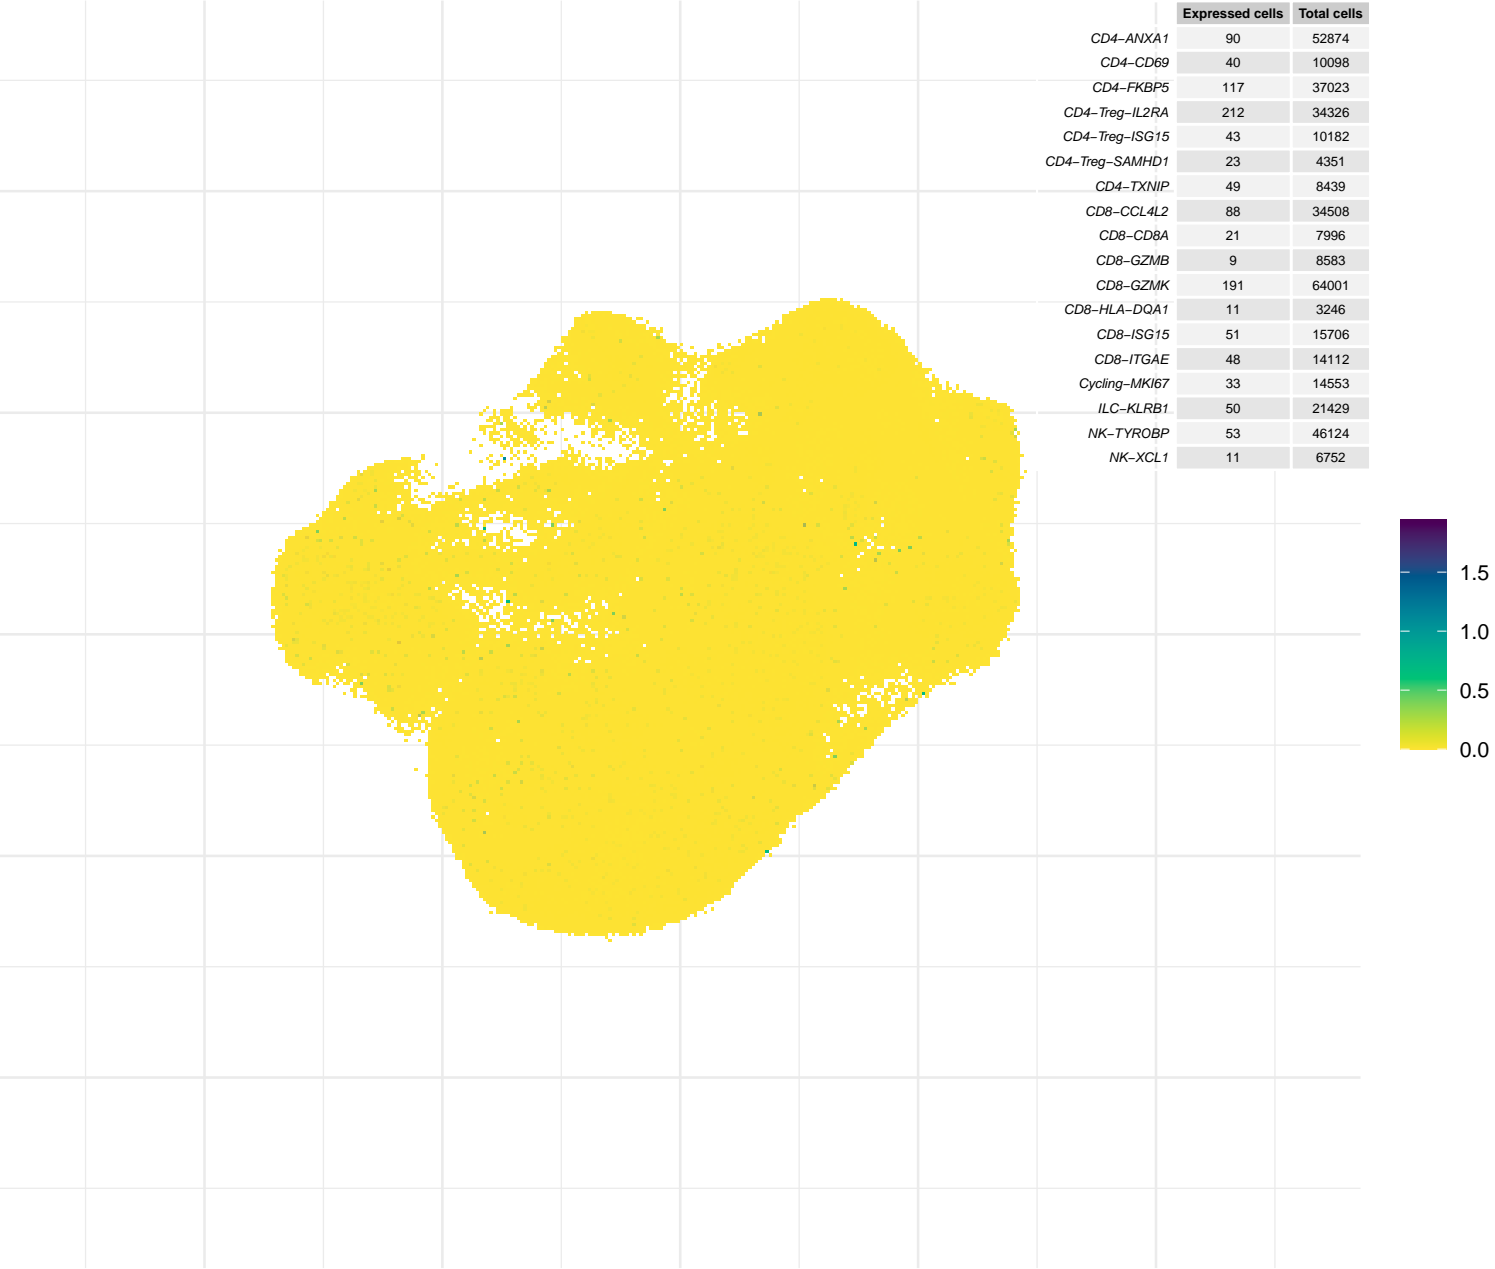 Expressed cells Total cells
CD4−ANXA1 90 52874
CD4−CD69 40 10098
CD4−FKBP5 117 37023
CD4−Treg−IL2RA 212 34326
CD4−Treg−ISG15 43 10182
CD4−Treg−SAMHD1 23 4351
CD4−TXNIP 49 8439
CD8−CCL4L2 88 34508
CD8−CD8A 21 7996
CD8−GZMB 9 8583
CD8−GZMK 191 64001
CD8−HLA−DQA1 11 3246
CD8−ISG15 51 15706
CD8−ITGAE 48 14112
Cycling−MKI67 33 14553
ILC−KLRB1 50 21429
NK−TYROBP 53 46124
NK−XCL1 11 6752
1.5
1.0
0.5
0.0